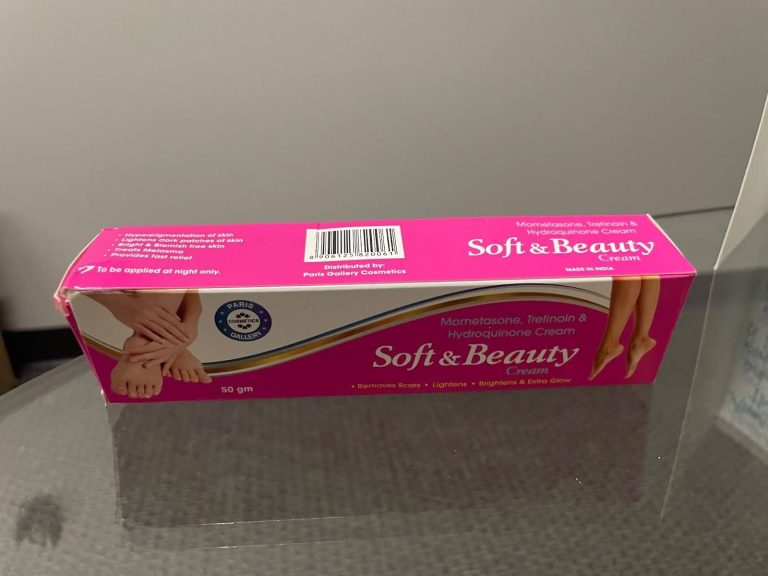 • Hyperpigmentation of skin
• Lightens dark patches of skin
• Bright & Blemish free skin
• Treats Melasma
• Provides fast relief
To be applied at night only.
Distributed by:
Paris Gallery Cosmetics
Mometasone, Tretinoin &
Hydroquinone Cream
Soft & Beauty
Cream
MADE IN INDIA
PARIS
COSMETICS
GALLERY
50 gm
Mometasone, Tretinoin &
Hydroquinone Cream
Soft & Beauty
Cream
• Removes Scars • Lightens • Brightens & Extra Glow